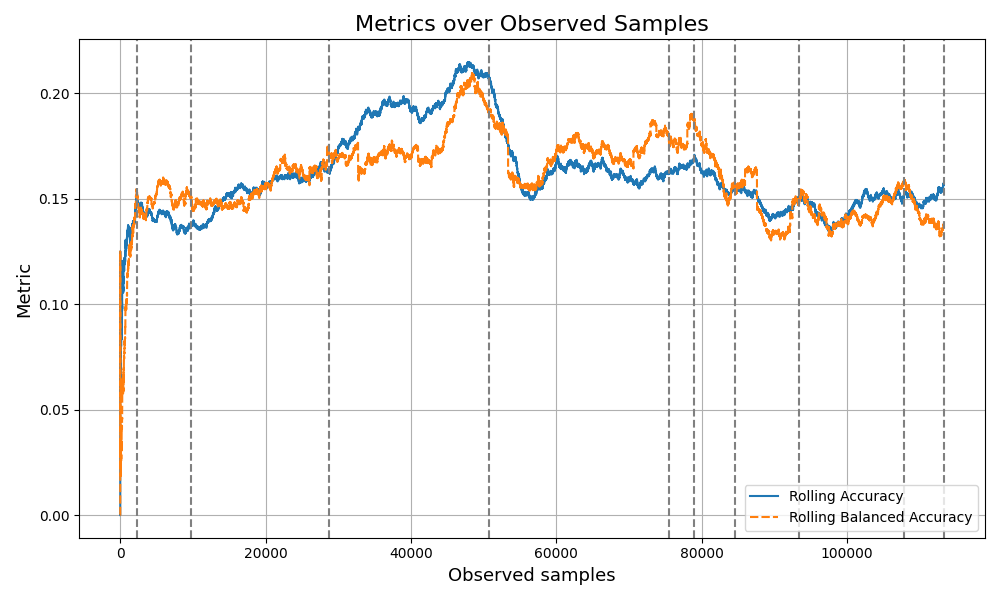 Metrics over Observed Samples
Metric
0.20
0.15
0.10
0.05
0.00
0
20000
40000
60000
80000
100000
Observed samples
Rolling Accuracy
Rolling Balanced Accuracy